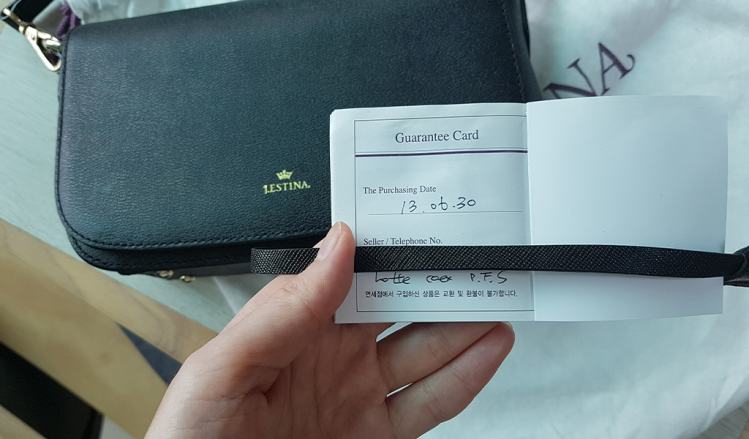 J.ESTINA.
NA
Guarantee Card
The Purchasing Date
13.06.30
Seller / Telephone No.
Lotte coex P.F.S
면세점에서 구입하신 상품은 교환 및 환불이 불가합니다.